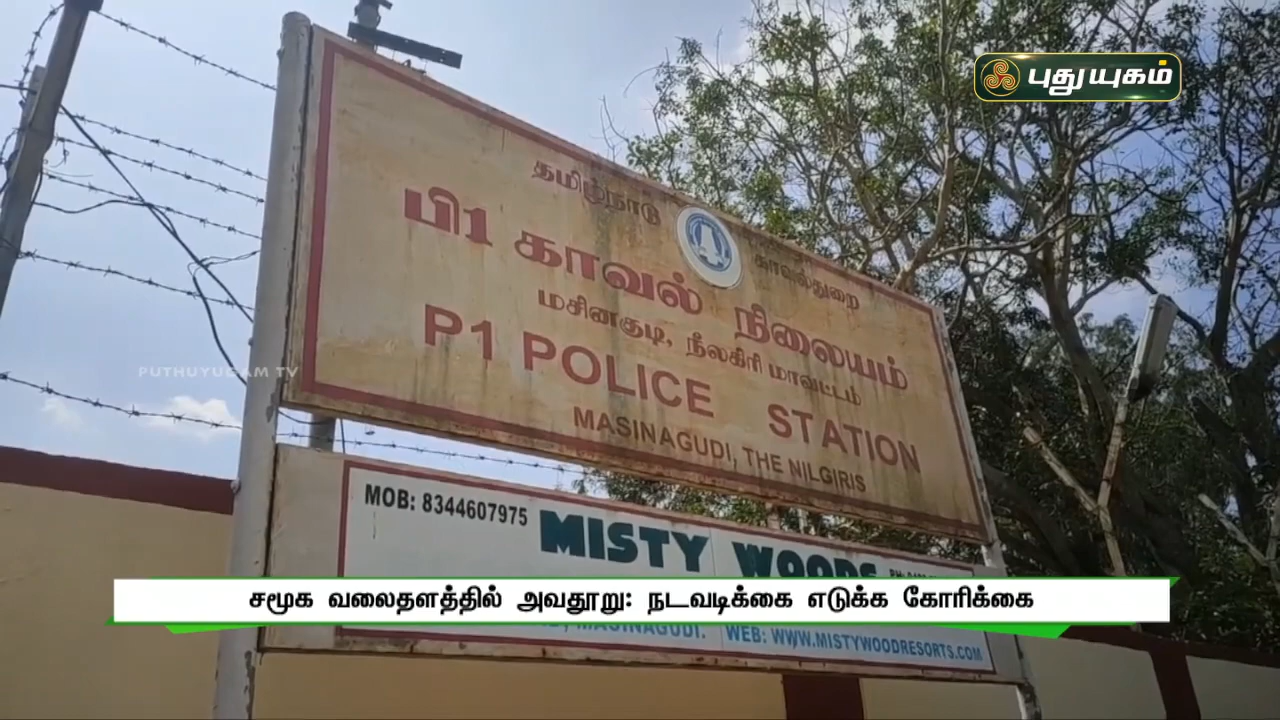 புதுயுகம்
தமிழ்நாடு காவல்துறை
பி1 காவல் நிலையம்
மசினகுடி, நீலகிரி மாவட்டம்
P1 POLICE STATION
MASINAGUDI, THE NILGIRIS
PUTHUYUGAM TV
MOB: 8344607975
MISTY WOODS
சமூக வலைதளத்தில் அவதூறு: நடவடிக்கை எடுக்க கோரிக்கை
MASINAGUDI. WEB: WWW.MISTYWOODRESORTS.COM